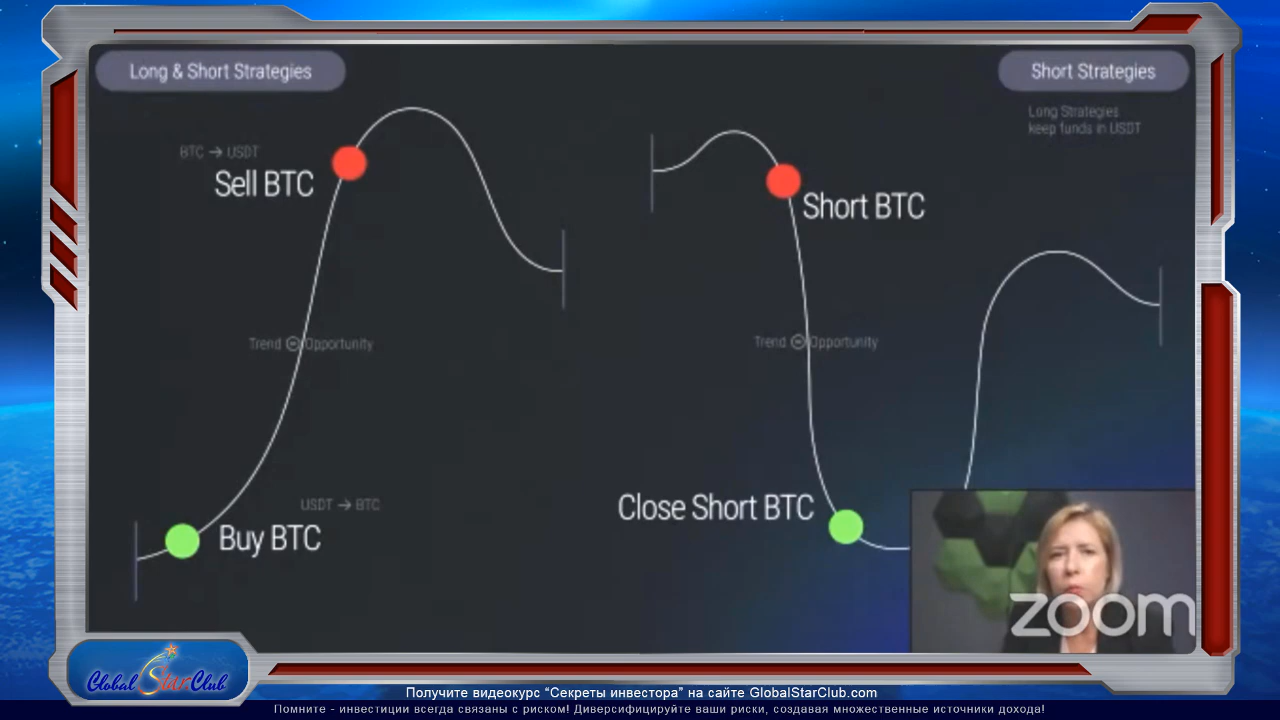 Long & Short Strategies
Short Strategies
Long Strategies
keep funds in USDT
BTC → USDT
Sell BTC
Short BTC
Trend
Opportunity
Trend
Opportunity
USDT → BTC
Buy BTC
Close Short BTC
zoom
Global Star Club
Получите видеокурс “Секреты инвестора” на сайте GlobalStarClub.com
Помните - инвестиции всегда связаны с риском! Диверсифицируйте ваши риски, создавая множественные источники дохода!